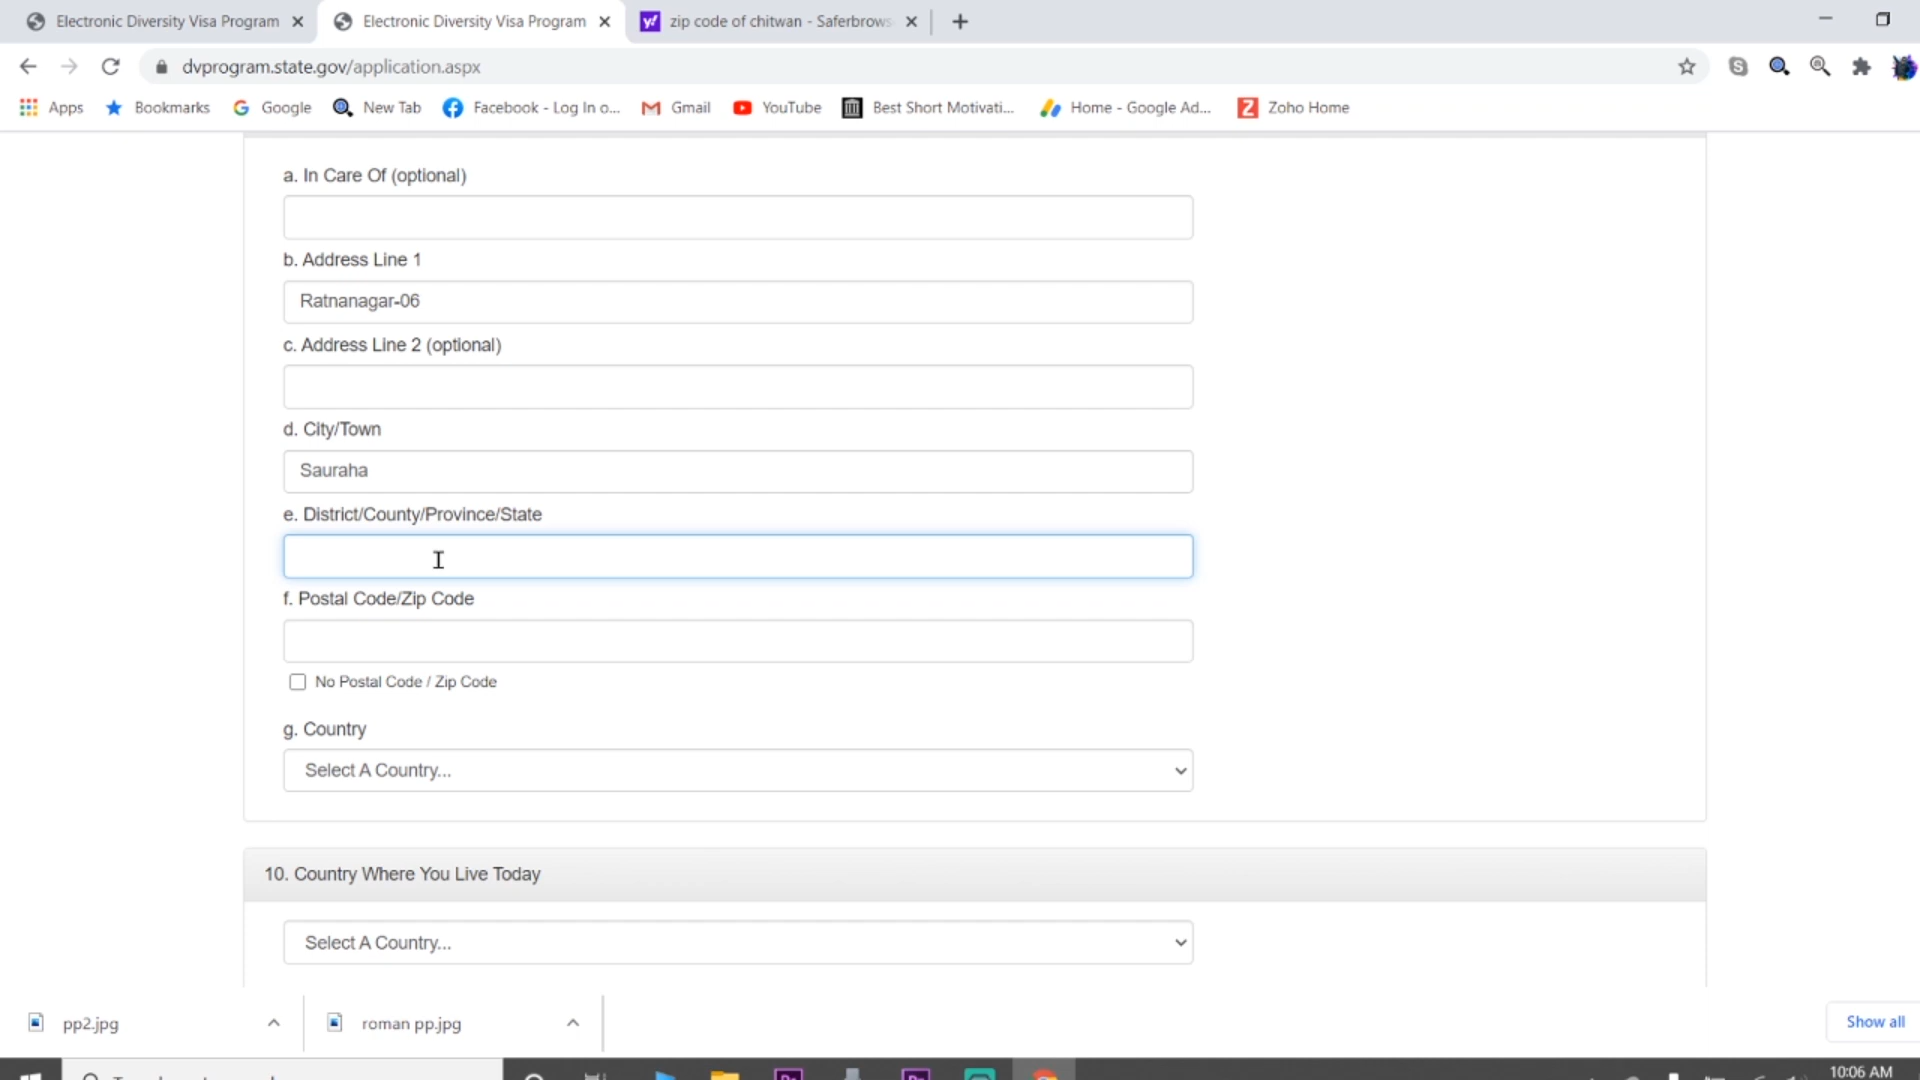 Electronic Diversity Visa Program
Electronic Diversity Visa Program
zip code of chitwan - Saferbrows
dvprogram.state.gov/application.aspx
Apps Bookmarks Google New Tab Facebook - Log In o... Gmail YouTube Best Short Motivati... Home - Google Ad... Zoho Home
a. In Care Of (optional)
b. Address Line 1
Ratnanagar-06
c. Address Line 2 (optional)
d. City/Town
Sauraha
e. District/County/Province/State
f. Postal Code/Zip Code
No Postal Code / Zip Code
g. Country
Select A Country...
10. Country Where You Live Today
Select A Country...
pp2.jpg
roman pp.jpg
Show all
10:06 AM